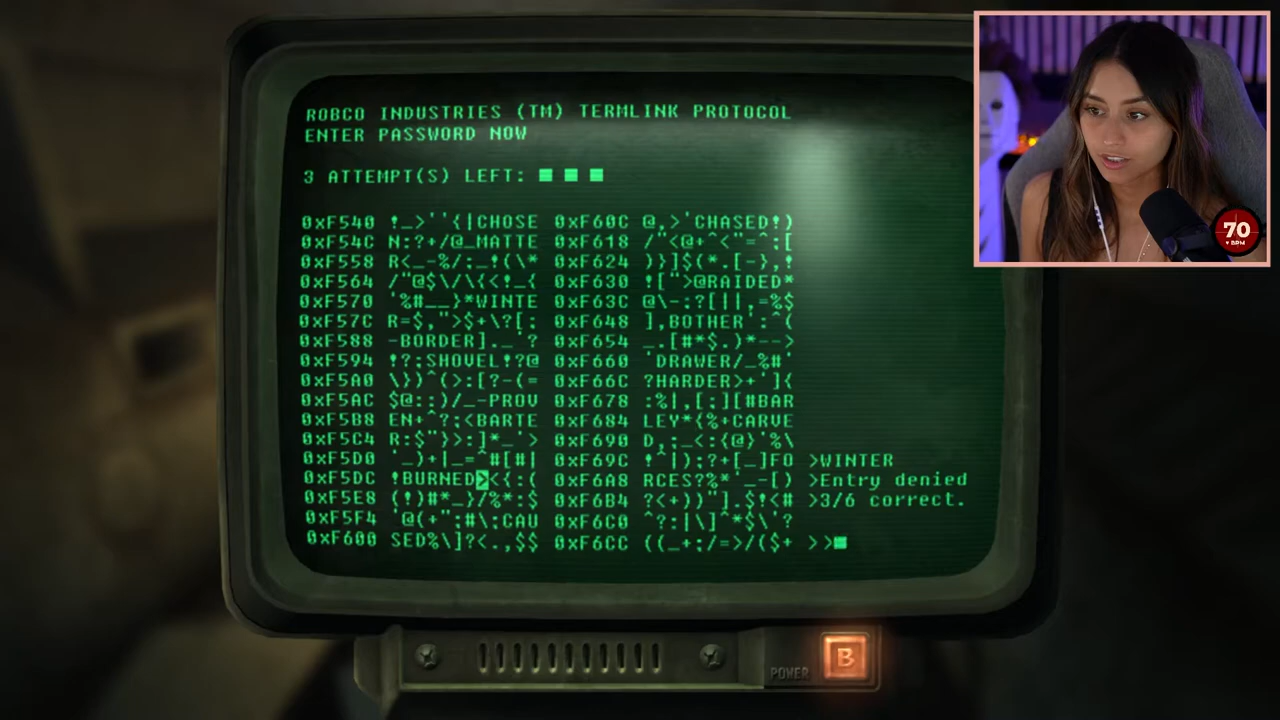 ROBCO INDUSTRIES (TM) TERMLINK PROTOCOL
ENTER PASSWORD NOW
3 ATTEMPT(S) LEFT: ■ ■ ■
0xF540 !_>''{|CHOSE 0xF60C @,>'CHASED!)
0xF54C N:?+/@_MATTE 0xF618 /"<@+^<"=^:[
0xF558 R<_-%/;_!(\* 0xF624 )}]$(*.[-},!
0xF564 /"@$\/\{<!_{ 0xF630 ![">@RAIDED*
0xF570 '%#__}*WINTE 0xF63C @\-;?[||,=%$
0xF57C R=$,">$+\?[: 0xF648 ],BOTHER':^(
0xF588 -BORDER]._'? 0xF654 _.[#*$.)*-->
0xF594 !?;SHOVEL!?@ 0xF660 'DRAWER/_%#'
0xF5A0 \})^(>:[?-(= 0xF66C ?HARDER>+']{
0xF5AC $@::)/_-PROV 0xF678 :%|,[;][#BAR
0xF5B8 EN+^?;<BARTE 0xF684 LEY*{%+CARVE
0xF5C4 R:$"}>:]*_'> 0xF690 D,;_<:{@}'%\
0xF5D0 '_)+|_=^#[#| 0xF69C !^|);?+[_]FO >WINTER
0xF5DC !BURNED><{:( 0xF6A8 RCES?%*'_-[) >Entry denied
0xF5E8 (!)#*_}/%*:$ 0xF6B4 ?<+))"].$!<# >3/6 correct.
0xF5F4 '@(+";#\;CAU 0xF6C0 ^?:|\]^*$\'?
0xF600 SED%\]?<.,$$ 0xF6CC ((_+;/=>/($+ >>■
POWER
B
70
♥ BPM